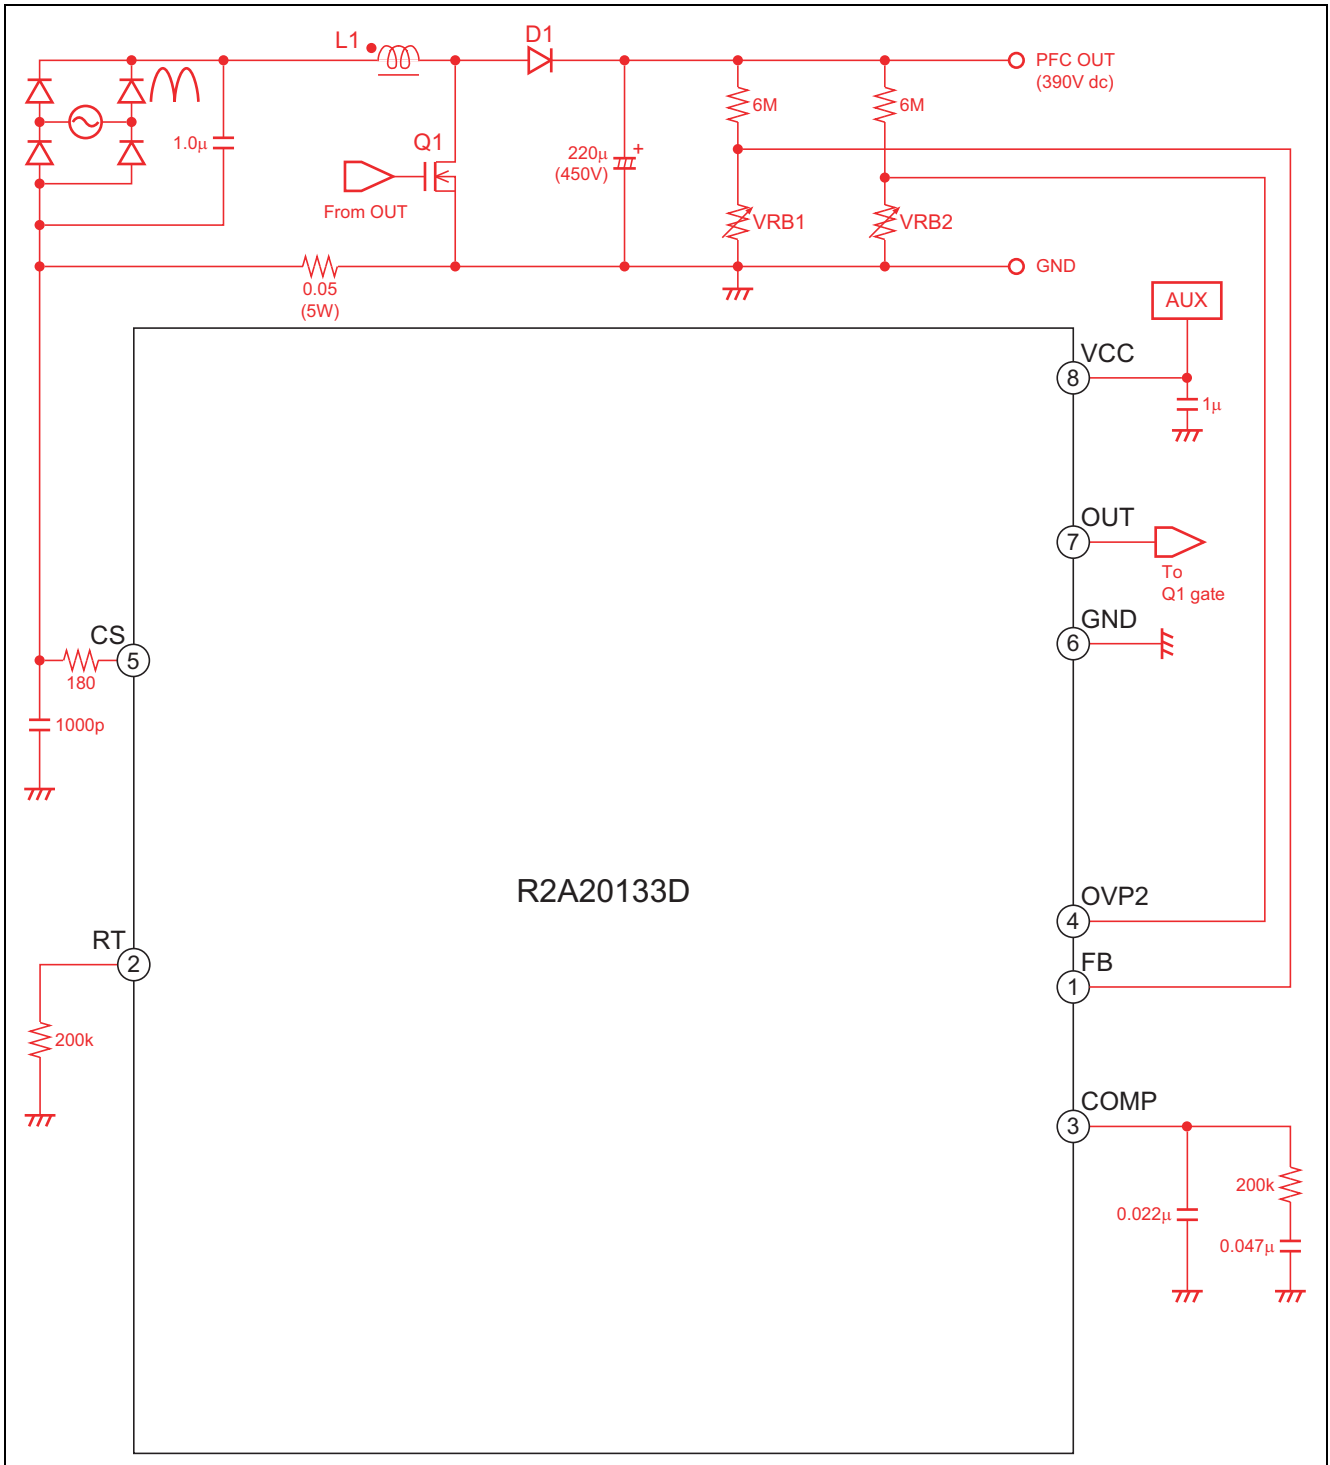 L1
D1
PFC OUT
(390V dc)
6M
6M
1.0μ
Q1
220μ
(450V)
+
From OUT
VRB1
VRB2
0.05
(5W)
GND
AUX
VCC
8
1μ
OUT
7
To
Q1 gate
GND
6
CS
5
180
1000p
R2A20133D
OVP2
4
RT
2
FB
1
200k
COMP
3
200k
0.022μ
0.047μ